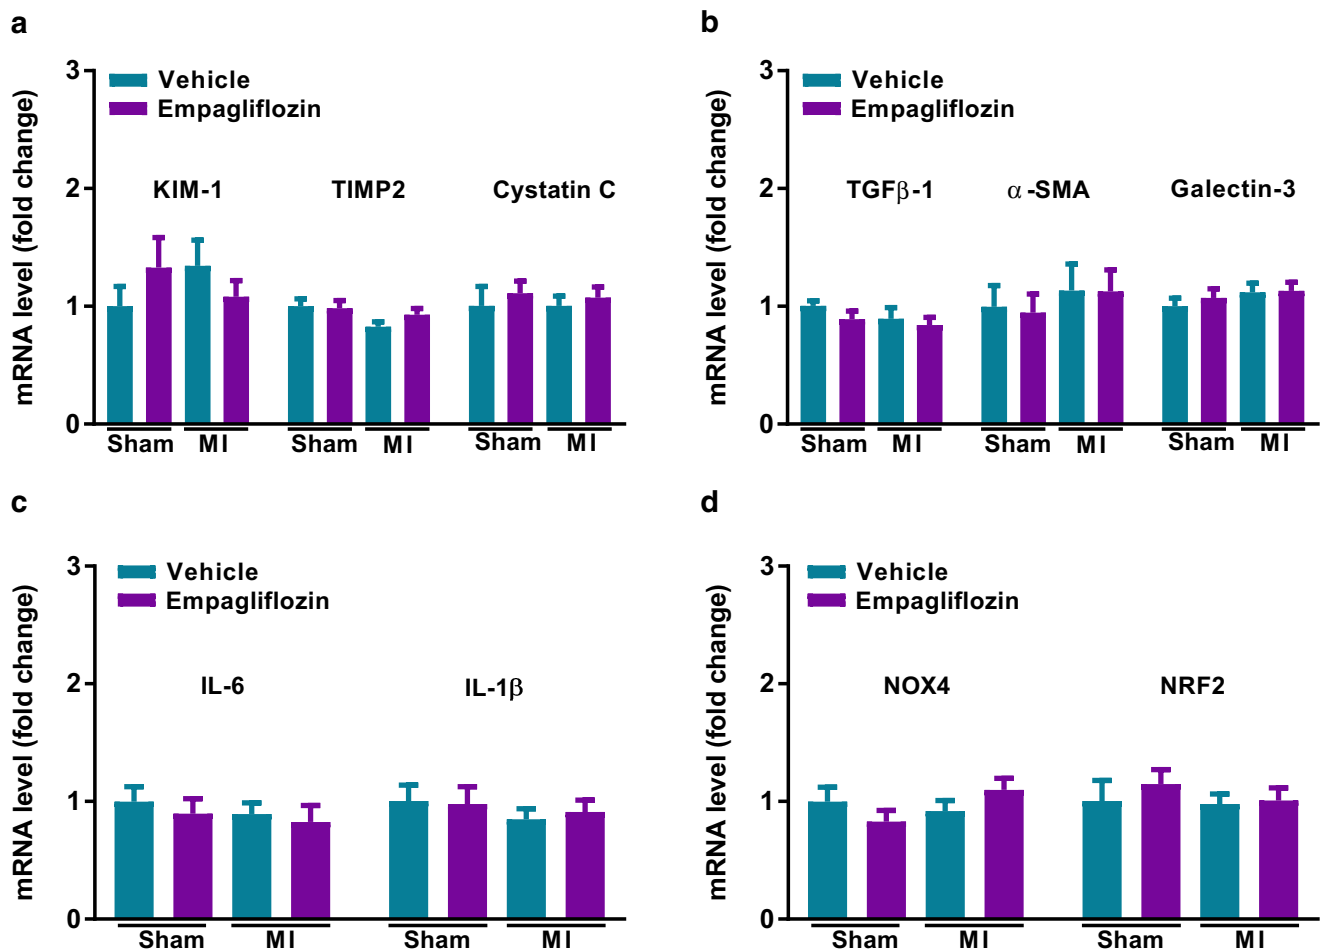 a
mRNA level (fold change)
3
2
1
0
Vehicle
Empagliflozin
KIM-1 TIMP2 Cystatin C
Sham MI Sham MI Sham MI
b
mRNA level (fold change)
3
2
1
0
Vehicle
Empagliflozin
TGFβ-1 α-SMA Galectin-3
Sham MI Sham MI Sham MI
c
mRNA level (fold change)
3
2
1
0
Vehicle
Empagliflozin
IL-6 IL-1β
Sham MI Sham MI
d
mRNA level (fold change)
3
2
1
0
Vehicle
Empagliflozin
NOX4 NRF2
Sham MI Sham MI